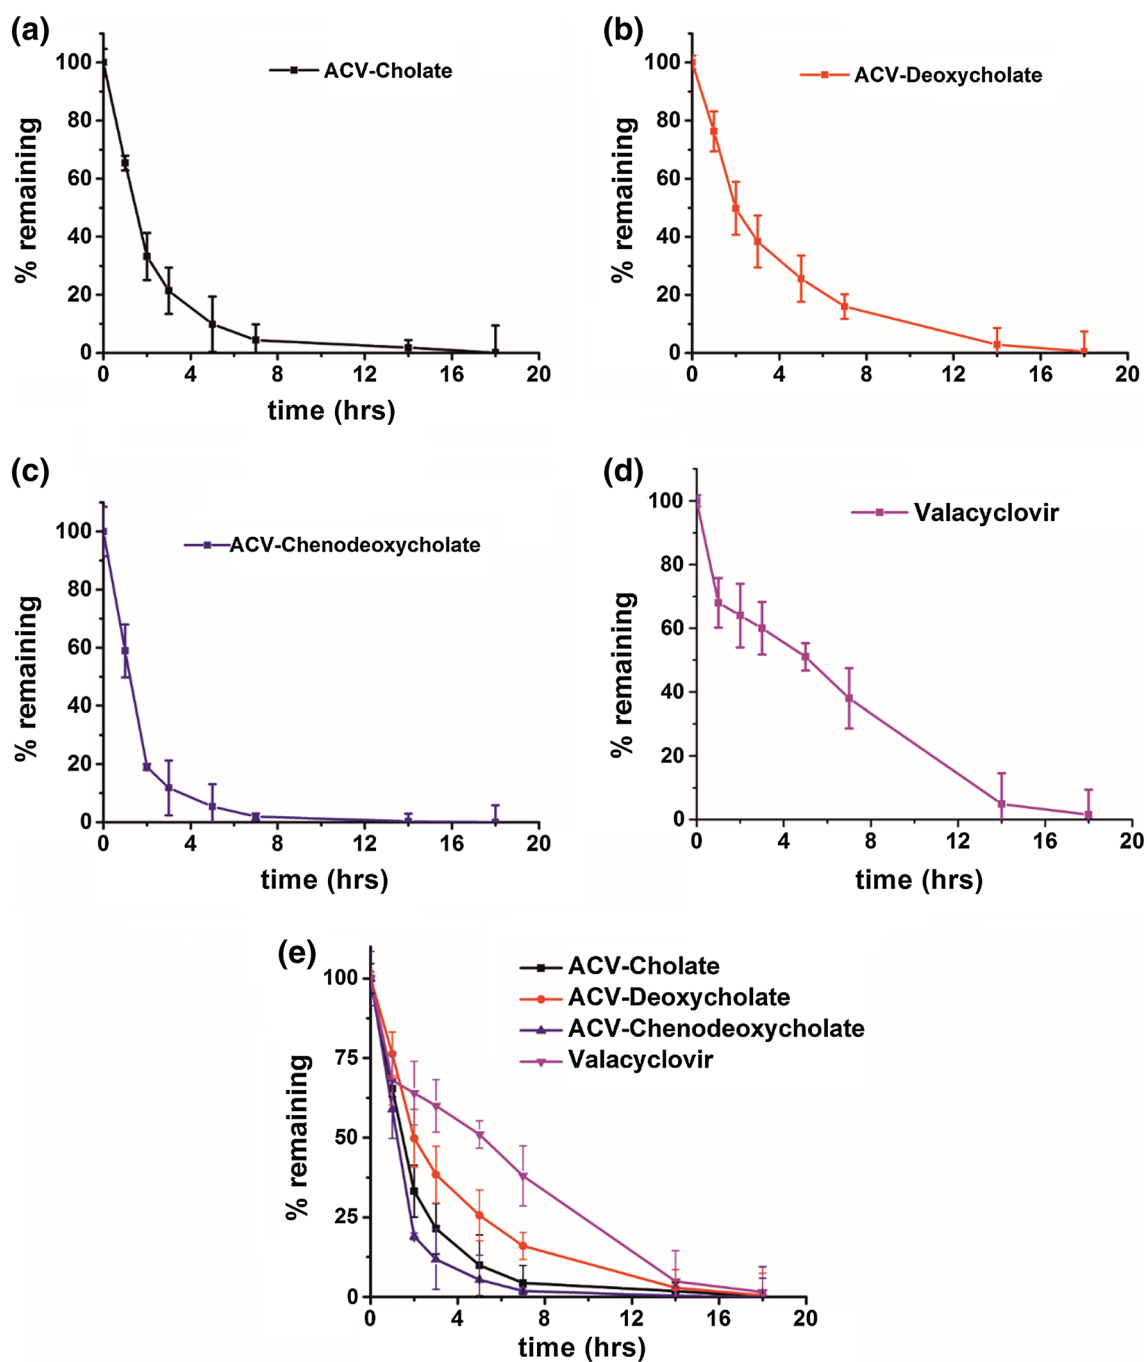 (a)
ACV-Cholate
% remaining
100
80
60
40
20
0
0 4 8 12 16 20
time (hrs)
(b)
ACV-Deoxycholate
% remaining
100
80
60
40
20
0
0 4 8 12 16 20
(c)
ACV-Chenodeoxycholate
% remaining
100
80
60
40
20
0
0 4 8 12 16 20
time (hrs)
(d)
Valacyclovir
% remaining
100
80
60
40
20
0
0 4 8 12 16 20
time (hrs)
(e)
ACV-Cholate
ACV-Deoxycholate
ACV-Chenodeoxycholate
Valacyclovir
% remaining
100
75
50
25
0
0 4 8 12 16 20
time (hrs)